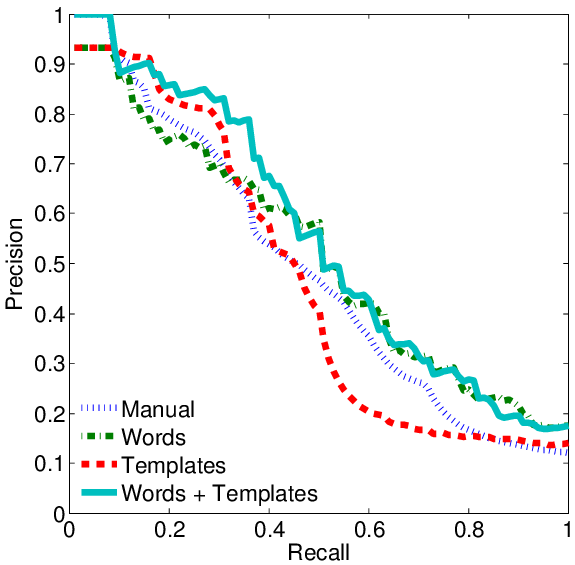 1
0.9
0.8
0.7
0.6
0.5
0.4
0.3
0.2
0.1
0
Precision
Manual
Words
Templates
Words + Templates
0 0.2 0.4 0.6 0.8 1
Recall